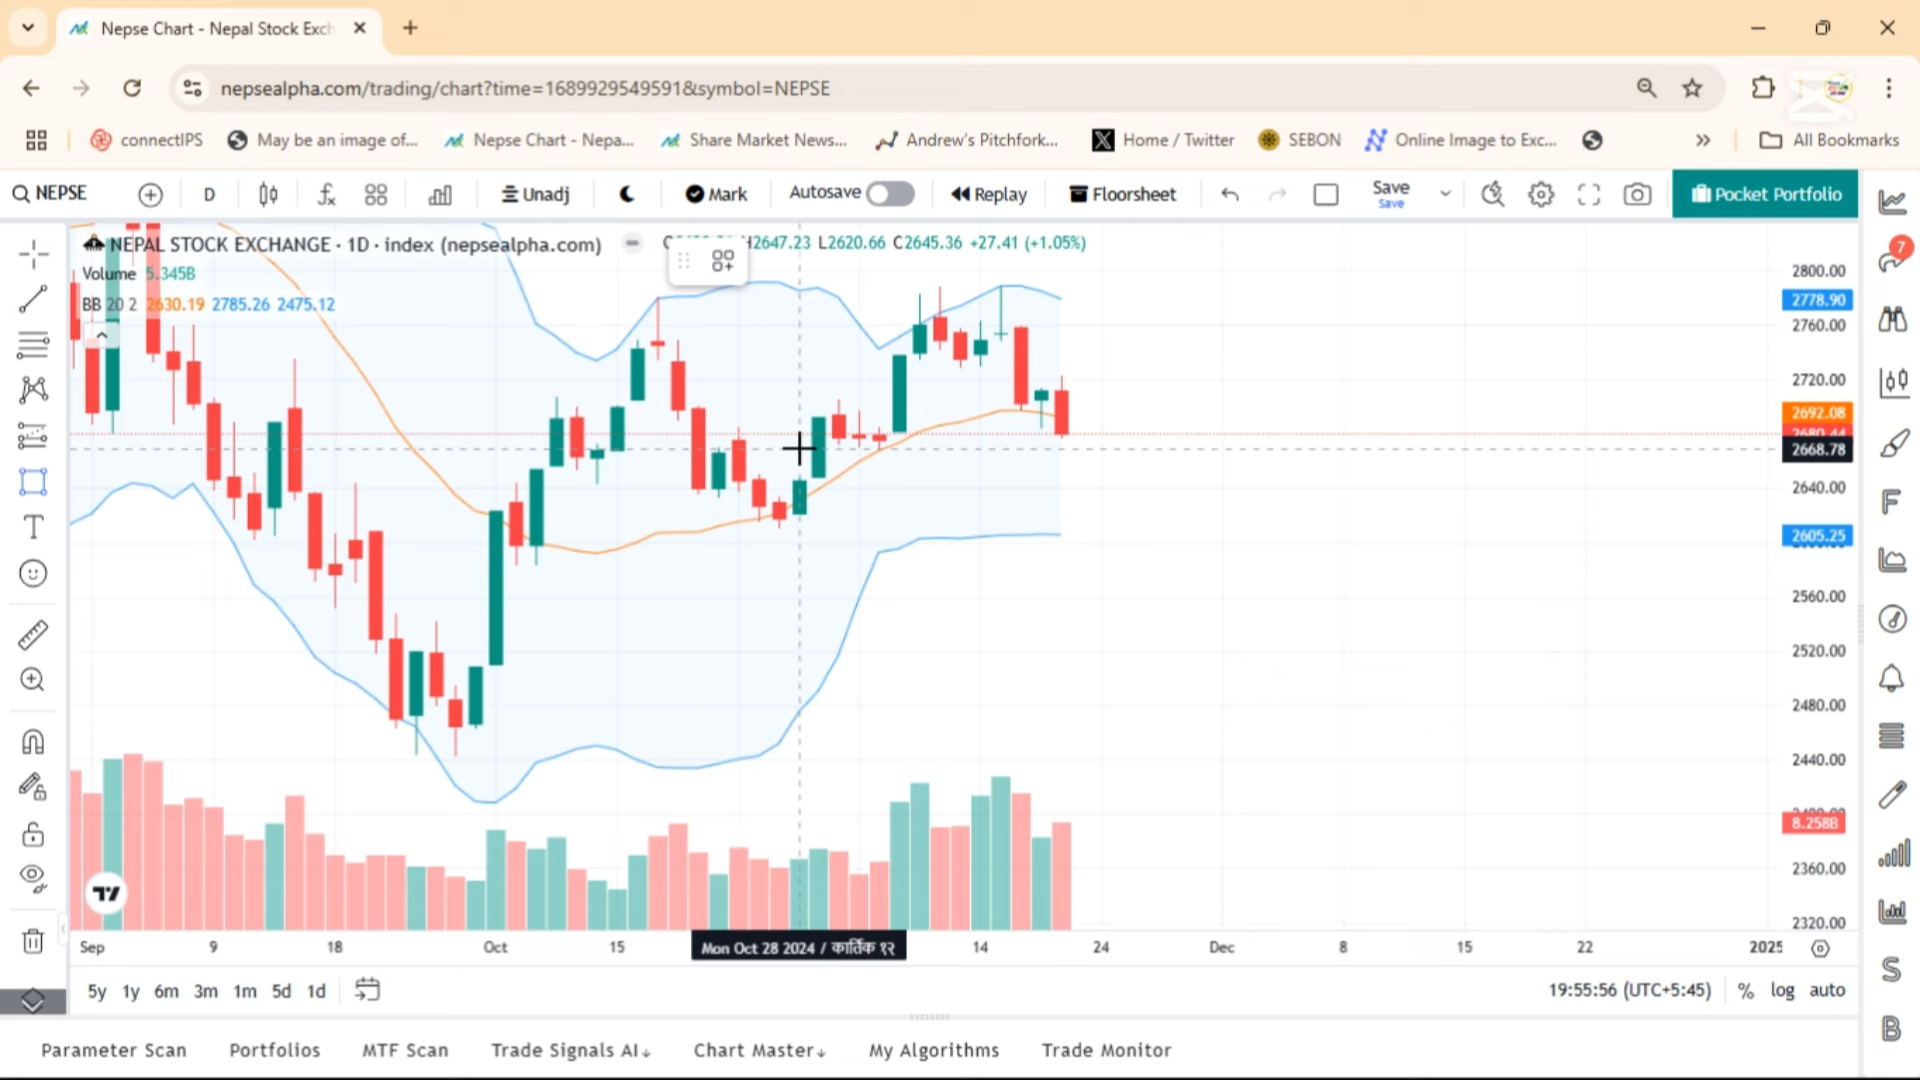 Nepse Chart - Nepal Stock Exch
nepsealpha.com/trading/chart?time=1689929549591&symbol=NEPSE
connectIPS May be an image of... Nepse Chart - Nepa... Share Market News... Andrew's Pitchfork... Home / Twitter SEBON Online Image to Exc... » All Bookmarks
NEPSE D Unadj Mark Autosave Replay Floorsheet Save Pocket Portfolio
Save
NEPAL STOCK EXCHANGE · 1D · index (nepsealpha.com) H2647.23 L2620.66 C2645.36 +27.41 (+1.05%)
Volume 5.345B
BB 20 2 2630.19 2785.26 2475.12
7
2800.00
2778.90
2760.00
2720.00
2692.08
2680.44
2668.78
2640.00
2605.25
2560.00
2520.00
2480.00
2440.00
8.258B
2360.00
2320.00
Sep 9 18 Oct 15 Mon Oct 28 2024 / कार्तिक १२ 14 24 Dec 8 15 22 2025
5y 1y 6m 3m 1m 5d 1d 19:55:56 (UTC+5:45) % log auto
Parameter Scan Portfolios MTF Scan Trade Signals AI↓ Chart Master↓ My Algorithms Trade Monitor
F
S
B